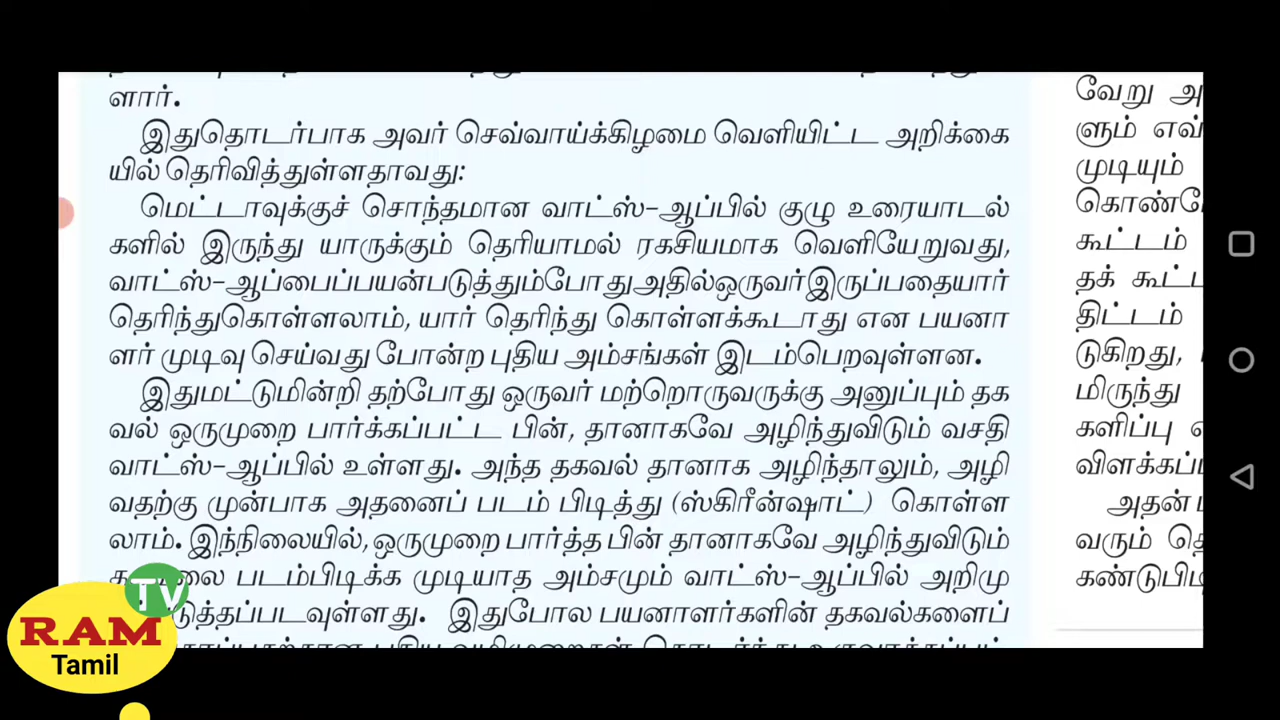 ளார்.
இதுதொடர்பாக அவர் செவ்வாய்க்கிழமை வெளியிட்ட அறிக்கை
யில் தெரிவித்துள்ளதாவது:
மெட்டாவுக்குச் சொந்தமான வாட்ஸ்-ஆப்பில் குழு உரையாடல்
களில் இருந்து யாருக்கும் தெரியாமல் ரகசியமாக வெளியேறுவது,
வாட்ஸ்-ஆப்பைப்பயன்படுத்தும்போதுஅதில்ஒருவர்இருப்பதையார்
தெரிந்துகொள்ளலாம், யார் தெரிந்து கொள்ளக்கூடாது என பயனா
ளர் முடிவு செய்வது போன்ற புதிய அம்சங்கள் இடம்பெறவுள்ளன.
இதுமட்டுமின்றி தற்போது ஒருவர் மற்றொருவருக்கு அனுப்பும் தக
வல் ஒருமுறை பார்க்கப்பட்ட பின், தானாகவே அழிந்துவிடும் வசதி
வாட்ஸ்-ஆப்பில் உள்ளது. அந்த தகவல் தானாக அழிந்தாலும், அழி
வதற்கு முன்பாக அதனைப் படம் பிடித்து (ஸ்கிரீன்ஷாட்) கொள்ள
லாம். இந்நிலையில், ஒருமுறை பார்த்த பின் தானாகவே அழிந்துவிடும்
படம்பிடிக்க முடியாத அம்சமும் வாட்ஸ்-ஆப்பில் அறிமு
டுத்தப்படவுள்ளது. இதுபோல பயனாளர்களின் தகவல்களைப்
வேறு அ
ளும் எவ்
முடியும்
கொண்டே
கூட்டம்
தக் கூட்ட
திட்டம்
டுகிறது,
மிருந்து
களிப்பு
விளக்கப்
அதன்
வரும் தெ
கண்டுபிடி
TV
RAM
Tamil